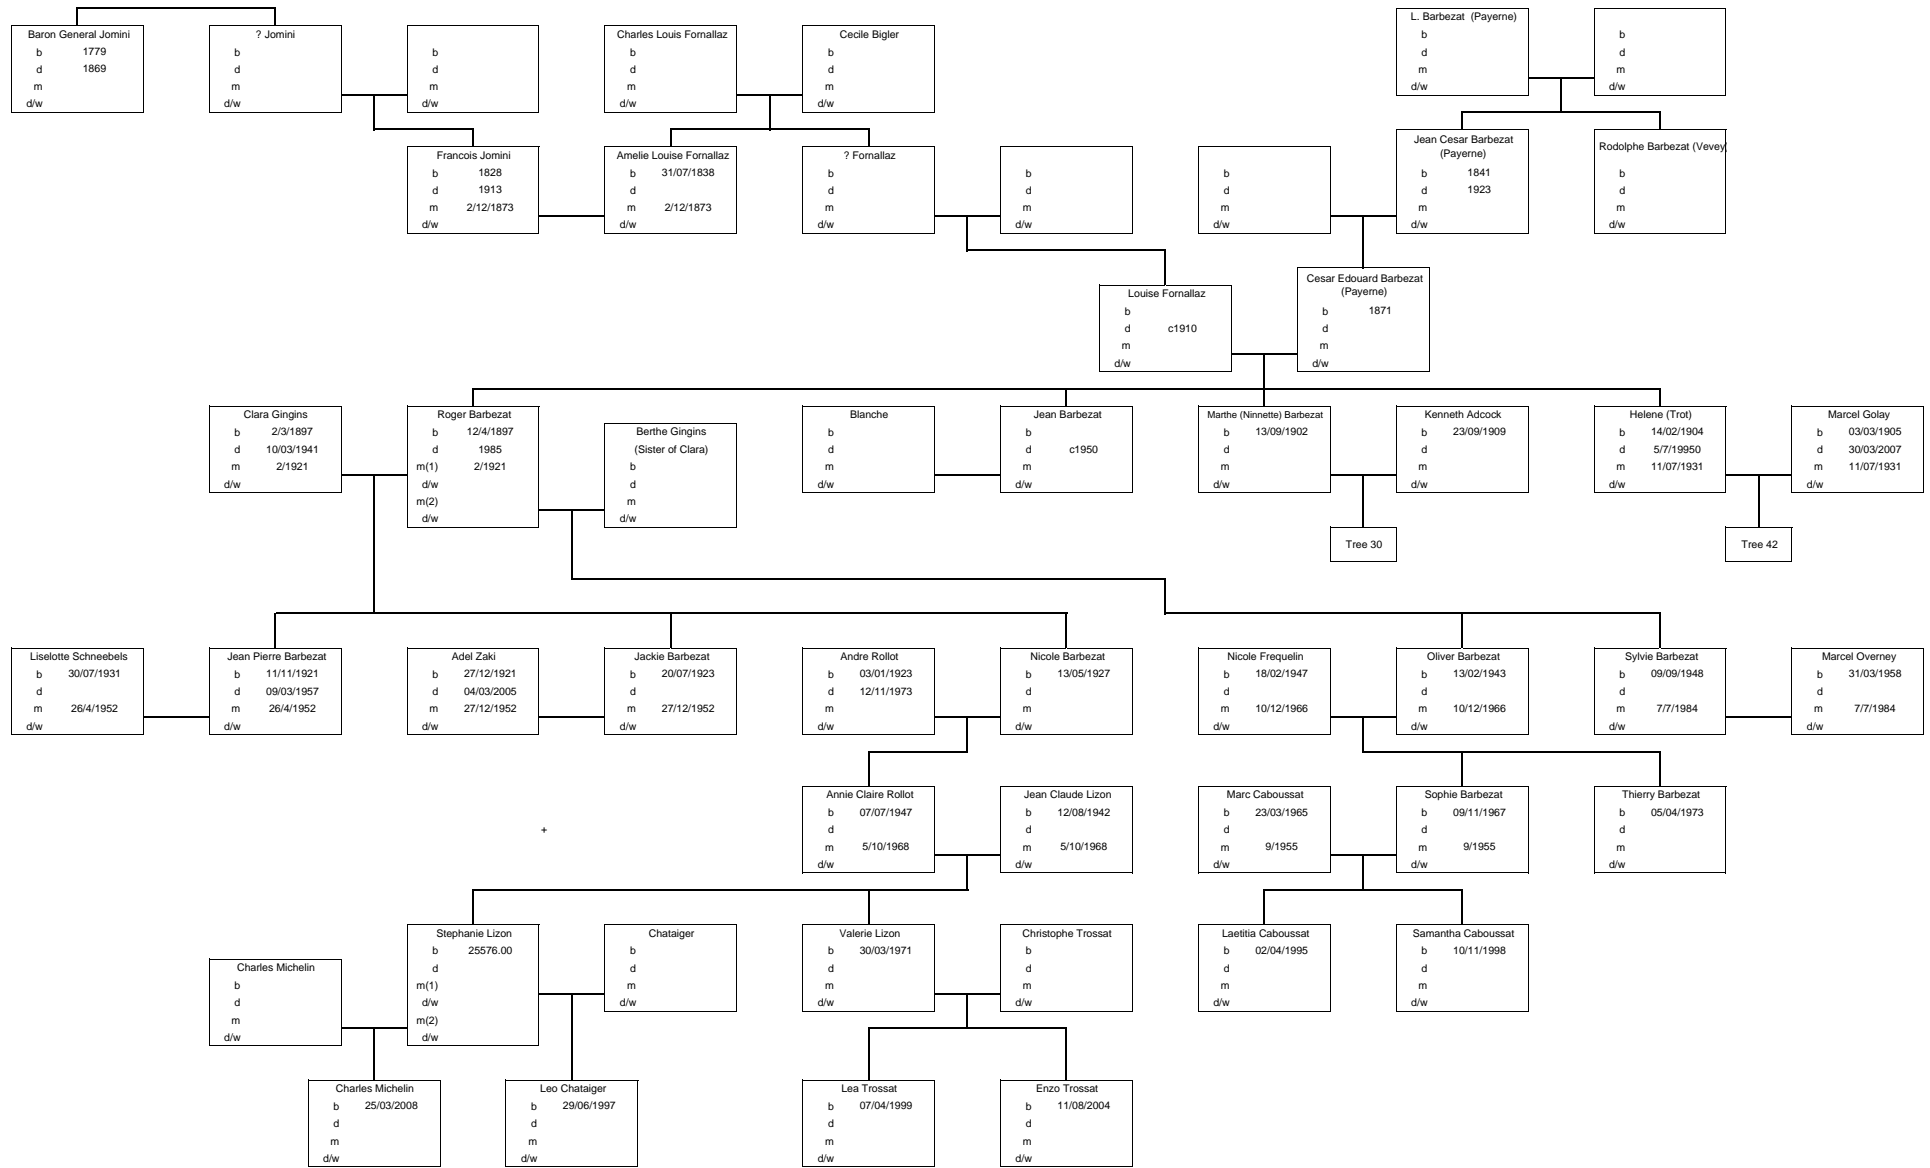 Baron General Jomini
b 1779
d 1869
m
d/w
? Jomini
b
d
m
d/w
b
d
m
d/w
Charles Louis Fornallaz
b
d
m
d/w
Cecile Bigler
b
d
m
d/w
L. Barbezat (Payerne)
b
d
m
d/w
b
d
m
d/w
Francois Jomini
b 1828
d 1913
m 2/12/1873
d/w
Amelie Louise Fornallaz
b 31/07/1838
d
m 2/12/1873
d/w
? Fornallaz
b
d
m
d/w
b
d
m
d/w
b
d
m
d/w
Jean Cesar Barbezat
(Payerne)
b 1841
d 1923
m
d/w
Rodolphe Barbezat (Vevey)
b
d
m
d/w
Louise Fornallaz
b
d c1910
m
d/w
Cesar Edouard Barbezat
(Payerne)
b 1871
d
m
d/w
Clara Gingins
b 2/3/1897
d 10/03/1941
m 2/1921
d/w
Roger Barbezat
b 12/4/1897
d 1985
m(1) 2/1921
d/w
m(2)
d/w
Berthe Gingins
(Sister of Clara)
b
d
m
d/w
Blanche
b
d
m
d/w
Jean Barbezat
b
d c1950
m
d/w
Marthe (Ninnette) Barbezat
b 13/09/1902
d
m
d/w
Kenneth Adcock
b 23/09/1909
d
m
d/w
Helene (Trot)
b 14/02/1904
d 5/7/19950
m 11/07/1931
d/w
Marcel Golay
b 03/03/1905
d 30/03/2007
m 11/07/1931
d/w
Tree 30
Tree 42
Liselotte Schneebels
b 30/07/1931
d
m 26/4/1952
d/w
Jean Pierre Barbezat
b 11/11/1921
d 09/03/1957
m 26/4/1952
d/w
Adel Zaki
b 27/12/1921
d 04/03/2005
m 27/12/1952
d/w
Jackie Barbezat
b 20/07/1923
d
m 27/12/1952
d/w
Andre Rollot
b 03/01/1923
d 12/11/1973
m
d/w
Nicole Barbezat
b 13/05/1927
d
m
d/w
Nicole Frequelin
b 18/02/1947
d
m 10/12/1966
d/w
Oliver Barbezat
b 13/02/1943
d
m 10/12/1966
d/w
Sylvie Barbezat
b 09/09/1948
d
m 7/7/1984
d/w
Marcel Overney
b 31/03/1958
d
m 7/7/1984
d/w
Annie Claire Rollot
b 07/07/1947
d
m 5/10/1968
d/w
Jean Claude Lizon
b 12/08/1942
d
m 5/10/1968
d/w
Marc Caboussat
b 23/03/1965
d
m 9/1955
d/w
Sophie Barbezat
b 09/11/1967
d
m 9/1955
d/w
Thierry Barbezat
b 05/04/1973
d
m
d/w
+
Charles Michelin
b
d
m
d/w
Stephanie Lizon
b 25576.00
d
m(1)
d/w
m(2)
d/w
Chataiger
b
d
m
d/w
Valerie Lizon
b 30/03/1971
d
m
d/w
Christophe Trossat
b
d
m
d/w
Laetitia Caboussat
b 02/04/1995
d
m
d/w
Samantha Caboussat
b 10/11/1998
d
m
d/w
Charles Michelin
b 25/03/2008
d
m
d/w
Leo Chataiger
b 29/06/1997
d
m
d/w
Lea Trossat
b 07/04/1999
d
m
d/w
Enzo Trossat
b 11/08/2004
d
m
d/w